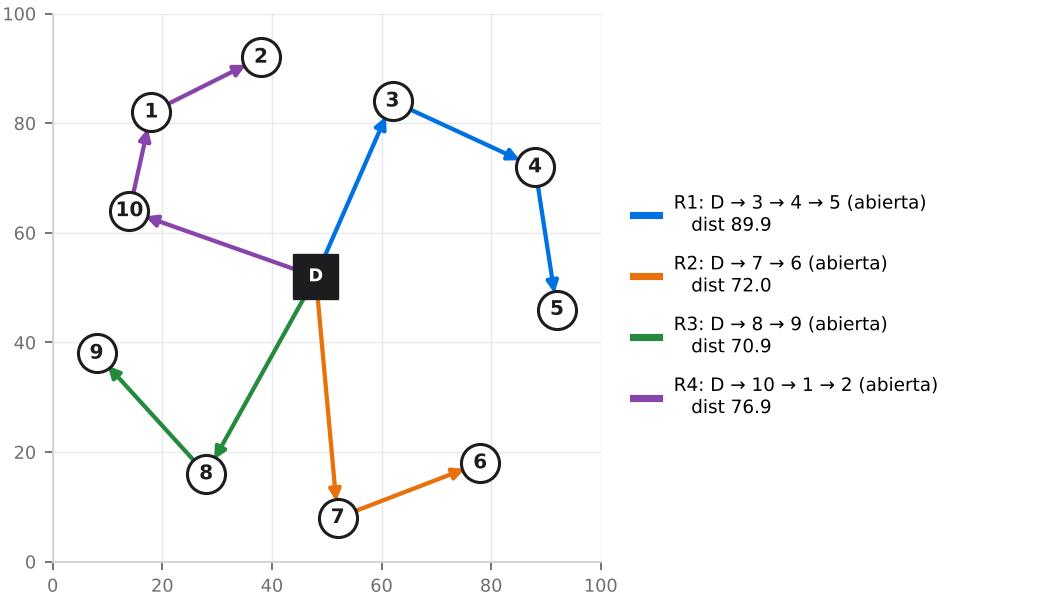 100
80
60
40
20
0
0 20 40 60 80 100
2
1
3
4
10
D
5
9
6
8
7
R1: D → 3 → 4 → 5 (abierta)
dist 89.9
R2: D → 7 → 6 (abierta)
dist 72.0
R3: D → 8 → 9 (abierta)
dist 70.9
R4: D → 10 → 1 → 2 (abierta)
dist 76.9